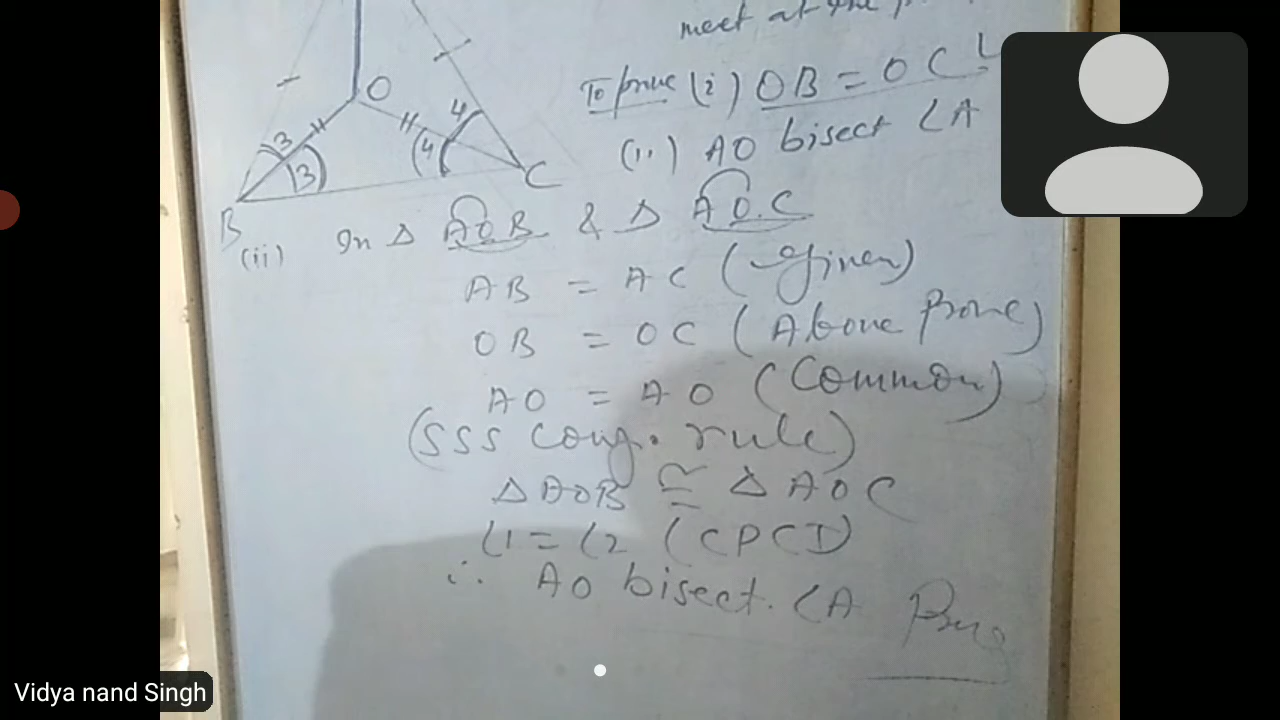 meet at the
To prove (i) OB = OC
(ii) AO bisect ∠A
O
3
4
3
4
B
C
(ii) In Δ AOB & Δ AOC
AB = AC (given)
OB = OC (Above Prove)
AO = AO (Common)
(SSS cong. rule)
Δ AOB ≅ Δ AOC
∠1 = ∠2 (CPCT)
∴ AO bisect. ∠A
Vidya nand Singh